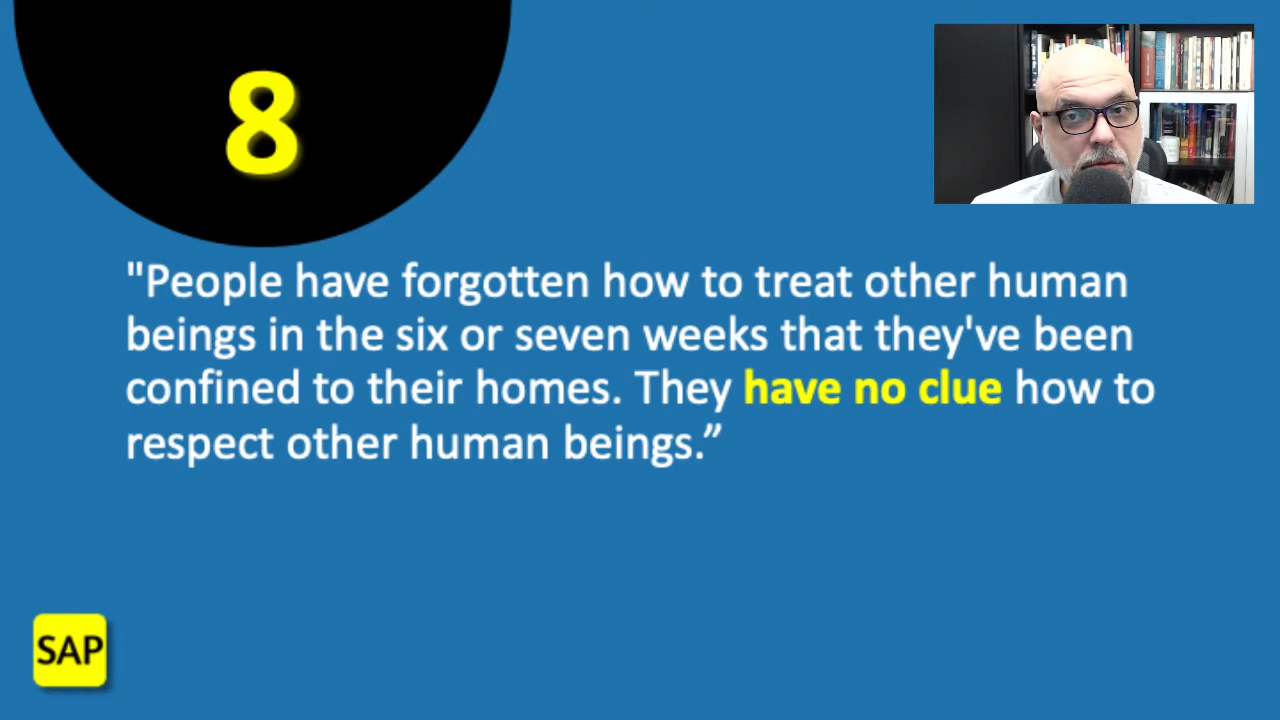 8
"People have forgotten how to treat other human
beings in the six or seven weeks that they've been
confined to their homes. They have no clue how to
respect other human beings.”
SAP